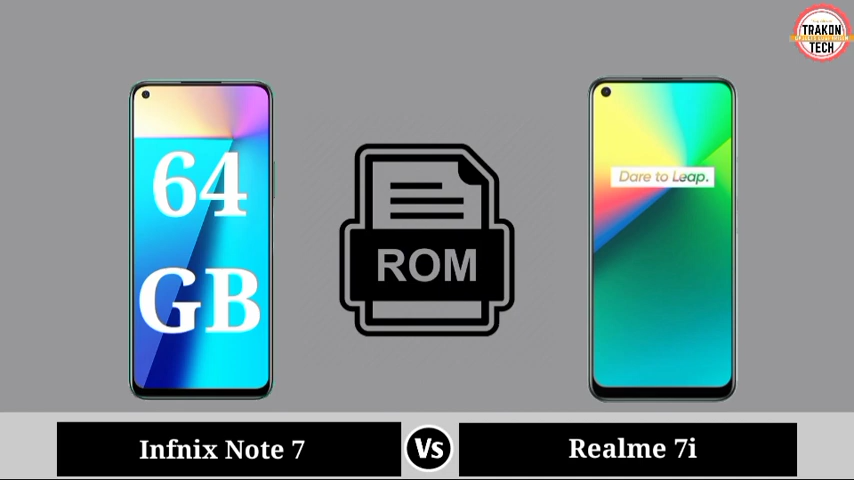 TRAKON
TECH
64
GB
ROM
Dare to Leap.
Infnix Note 7
Vs
Realme 7i